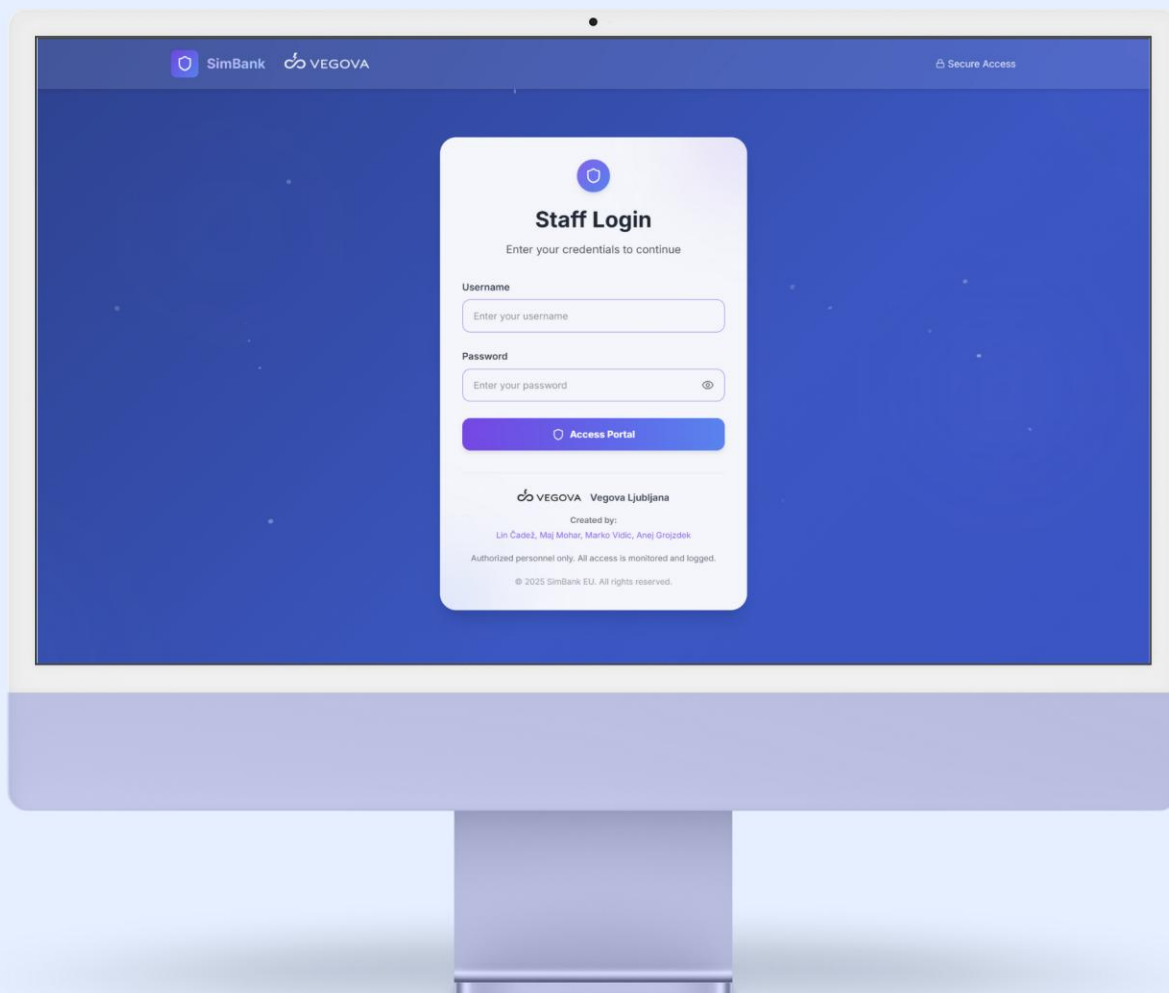 SimBank VEGOVA Secure Access
Staff Login
Enter your credentials to continue
Username
Enter your username
Password
Enter your password
Access Portal
VEGOVA Vegova Ljubljana
Created by:
Lin Čadež, Maj Mohar, Marko Vidic, Anej Grojzdek
Authorized personnel only. All access is monitored and logged.
© 2025 SimBank EU. All rights reserved.